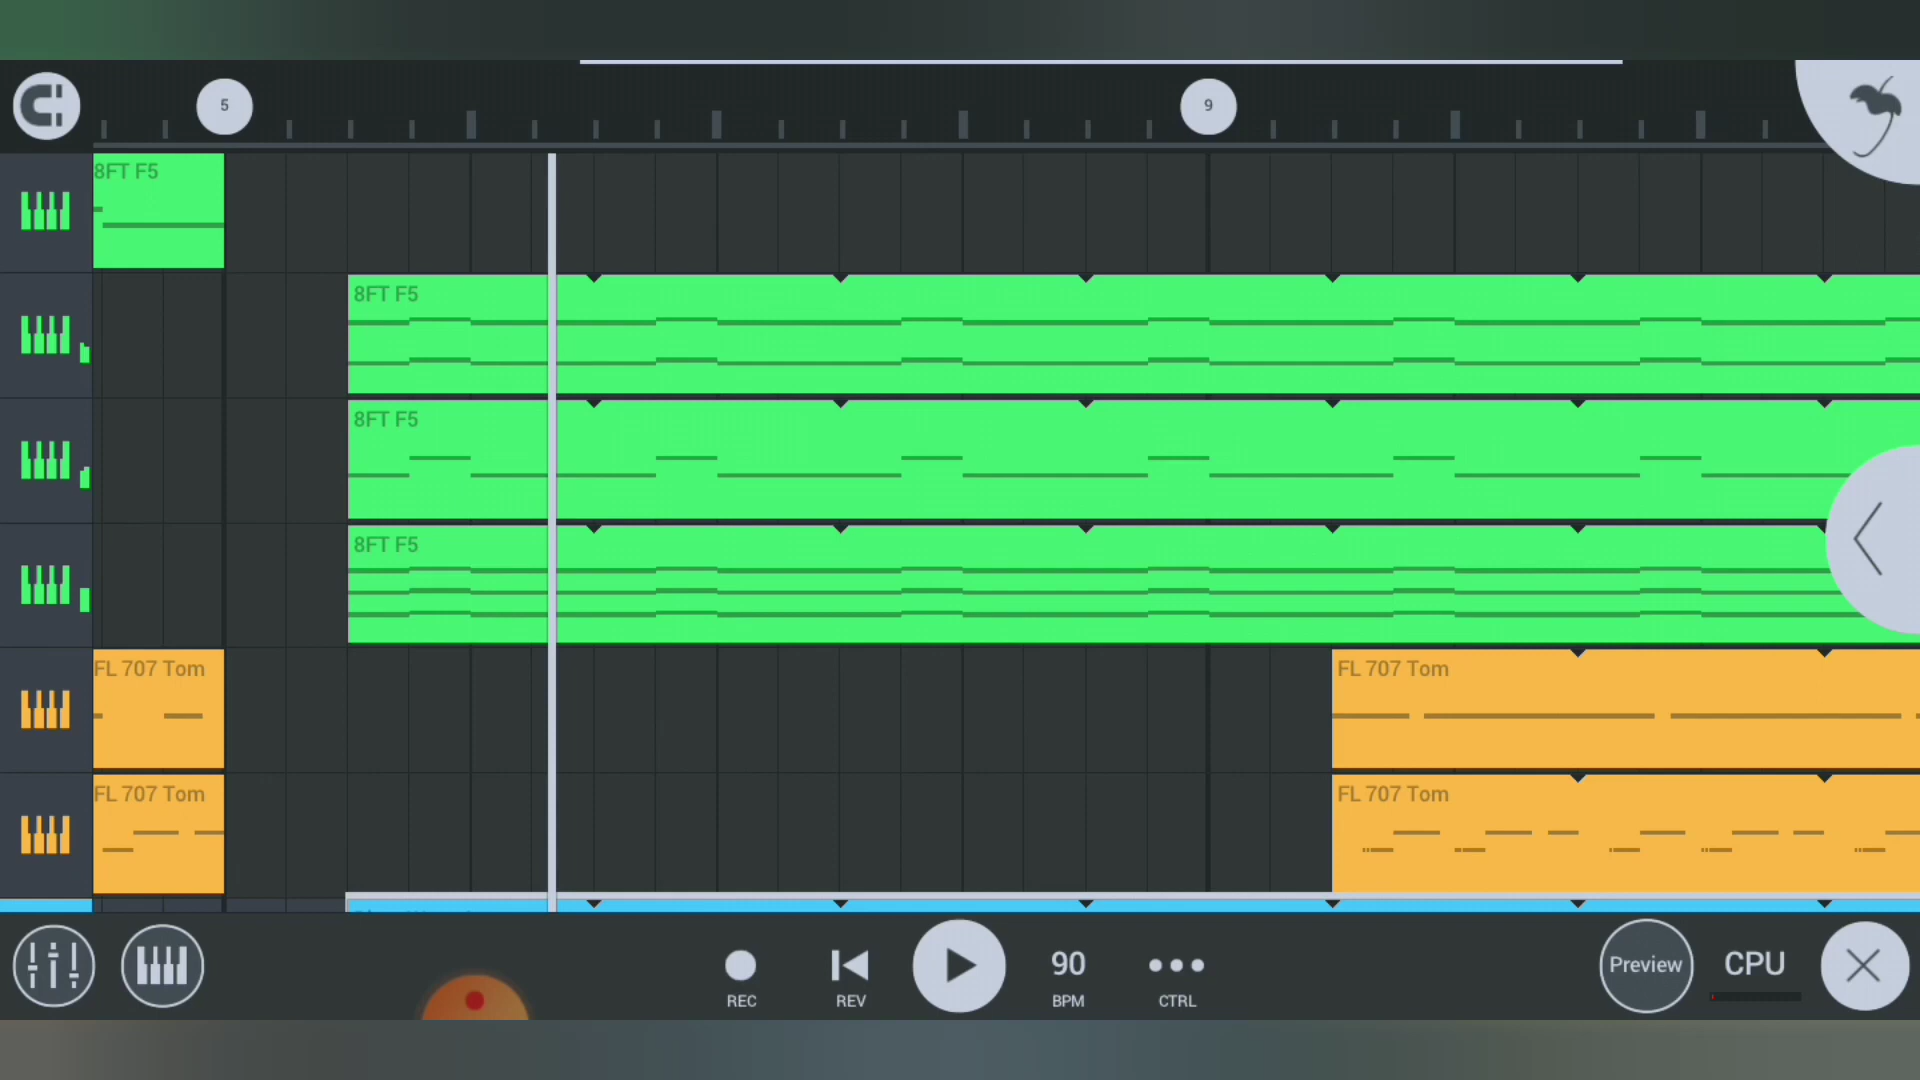 5
9
8FT F5
8FT F5
8FT F5
8FT F5
FL 707 Tom
FL 707 Tom
FL 707 Tom
FL 707 Tom
REC
REV
90
BPM
CTRL
Preview
CPU